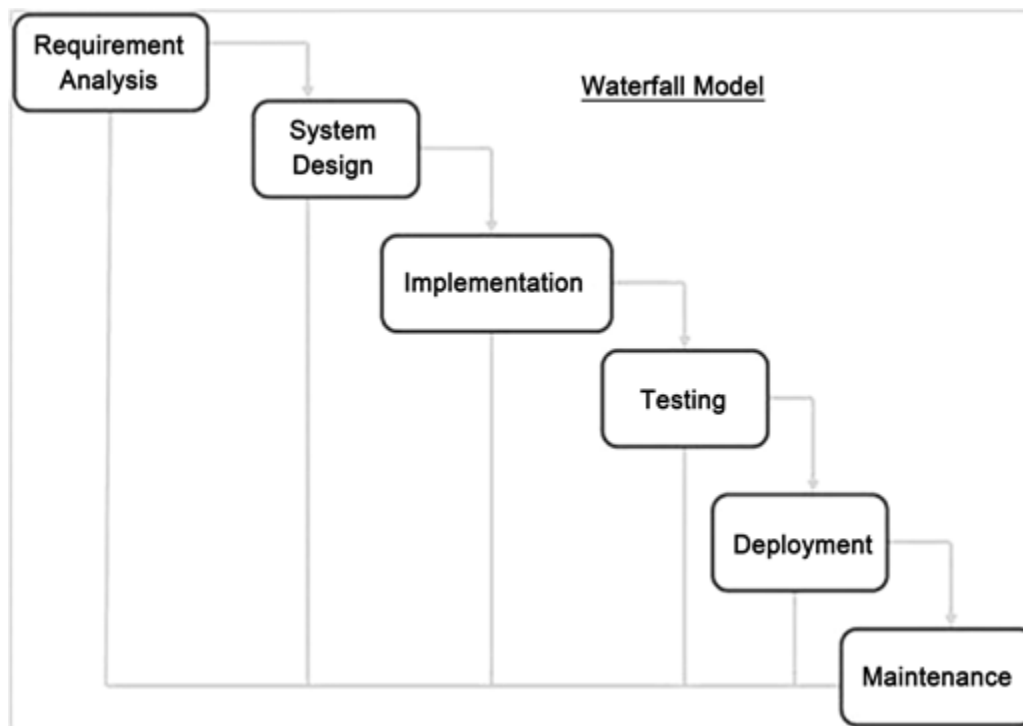 Requirement
Analysis
Waterfall Model
System
Design
Implementation
Testing
Deployment
Maintenance